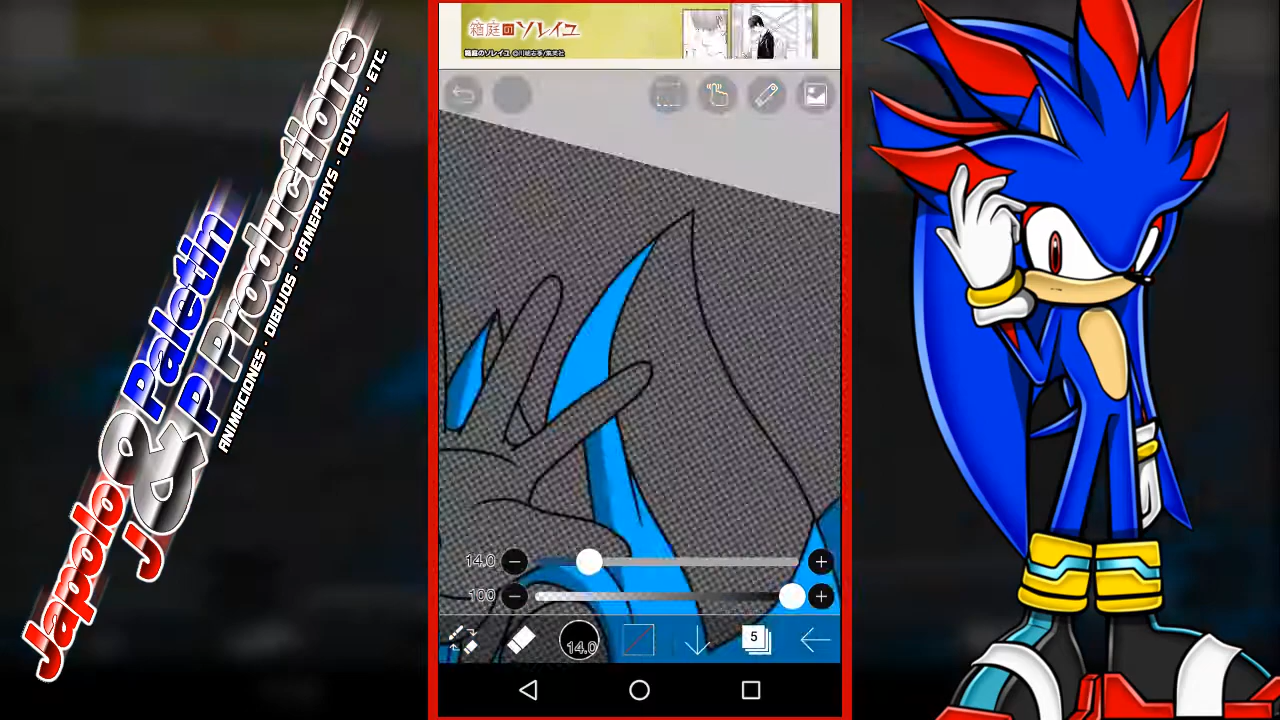 Japolo & Paletin
J & P Productions
ANIMACIONES - DIBUJOS - GAMEPLAYS - COVERS - ETC.
箱庭のソレイユ
14.0
100
14.0
5